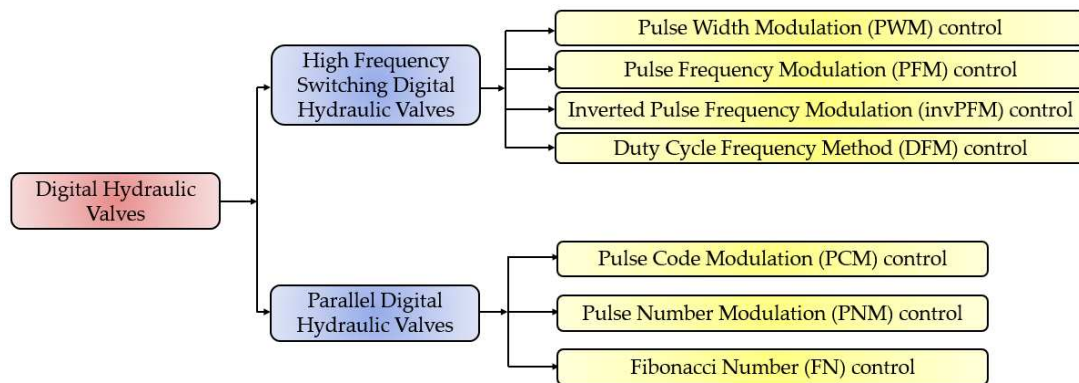 Digital Hydraulic
Valves
High Frequency
Switching Digital
Hydraulic Valves
Pulse Width Modulation (PWM) control
Pulse Frequency Modulation (PFM) control
Inverted Pulse Frequency Modulation (invPFM) control
Duty Cycle Frequency Method (DFM) control
Parallel Digital
Hydraulic Valves
Pulse Code Modulation (PCM) control
Pulse Number Modulation (PNM) control
Fibonacci Number (FN) control